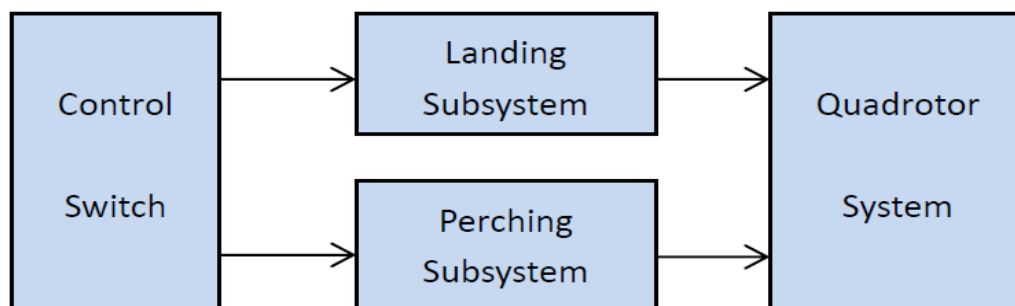 Control
Switch
Landing
Subsystem
Perching
Subsystem
Quadrotor
System